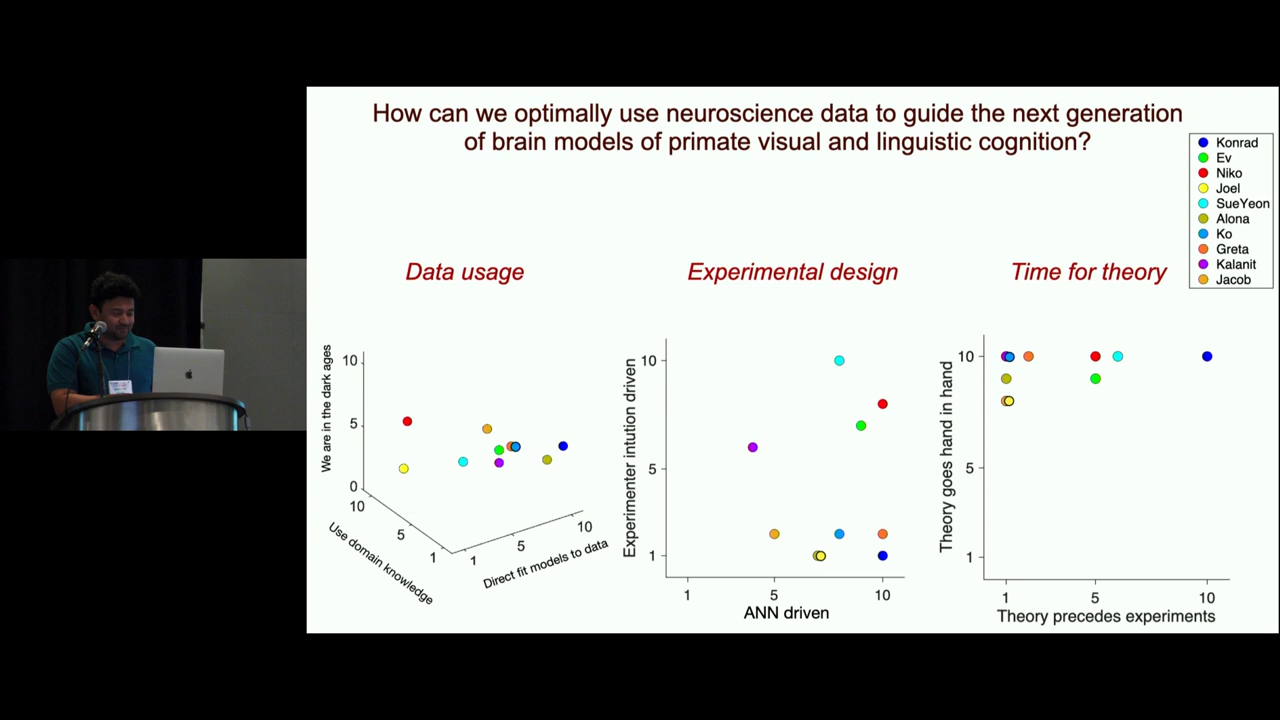 How can we optimally use neuroscience data to guide the next generation
of brain models of primate visual and linguistic cognition?
Konrad
Ev
Niko
Joel
SueYeon
Alona
Ko
Greta
Kalanit
Jacob
Data usage
Experimental design
Time for theory
We are in the dark ages
10
5
0
10
5
1
Use domain knowledge
1
5
10
Direct fit models to data
Experimenter intution driven
10
5
1
1
5
10
ANN driven
Theory goes hand in hand
10
5
1
1
5
10
Theory precedes experiments